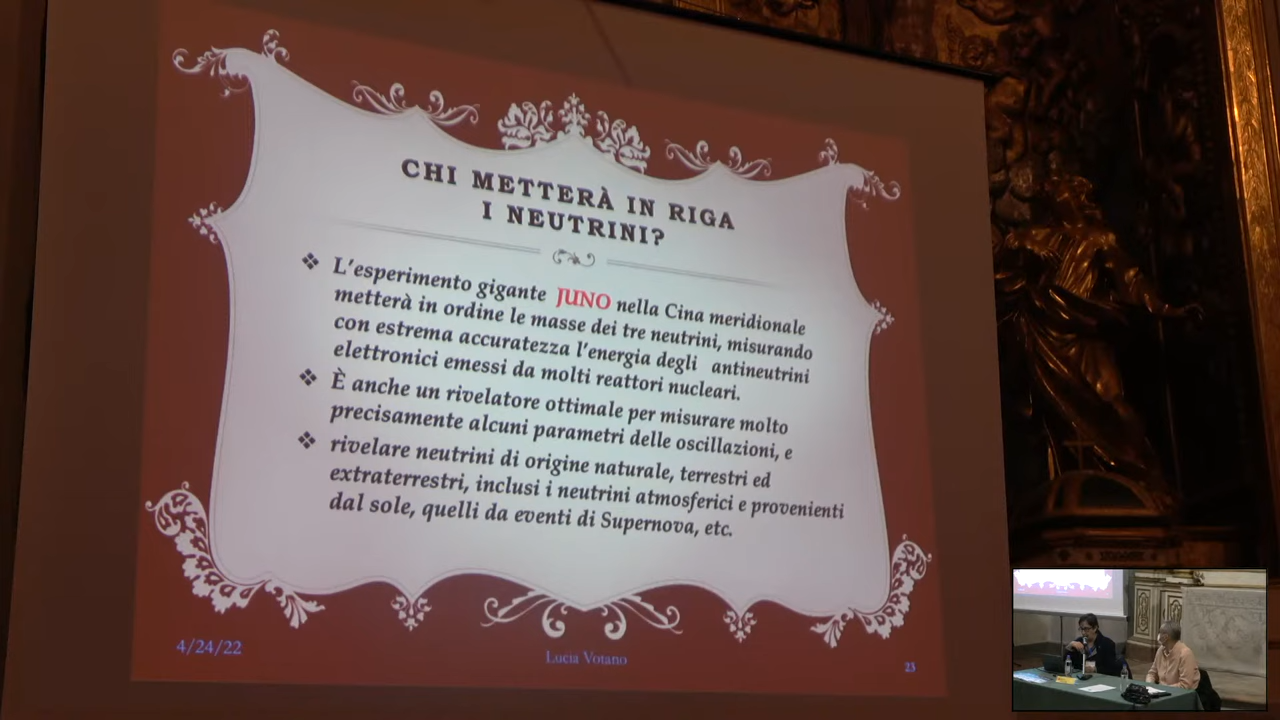 CHI METTERÀ IN RIGA
I NEUTRINI?
❖ L'esperimento gigante JUNO nella Cina meridionale
metterà in ordine le masse dei tre neutrini, misurando
con estrema accuratezza l'energia degli antineutrini
elettronici emessi da molti reattori nucleari.
❖ È anche un rivelatore ottimale per misurare molto
precisamente alcuni parametri delle oscillazioni, e
❖ rivelare neutrini di origine naturale, terrestri ed
extraterrestri, inclusi i neutrini atmosferici e provenienti
dal sole, quelli da eventi di Supernova, etc.
4/24/22
Lucia Votano
23